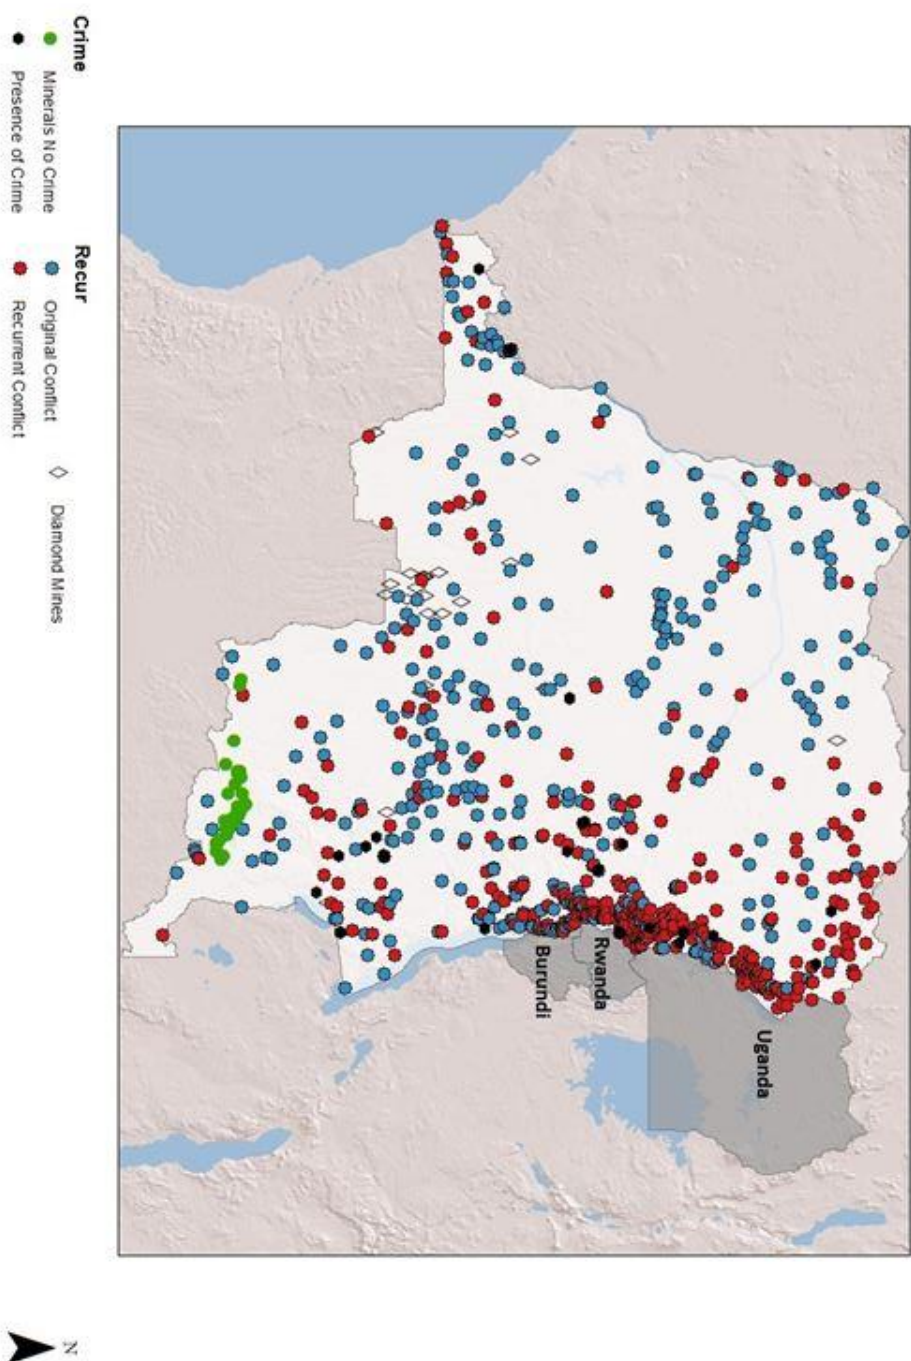 Uganda
Rwanda
Burundi
Crime
Minerals No Crime
Presence of Crime
Recur
Original Conflict
Recurrent Conflict
Diamond Mines
N